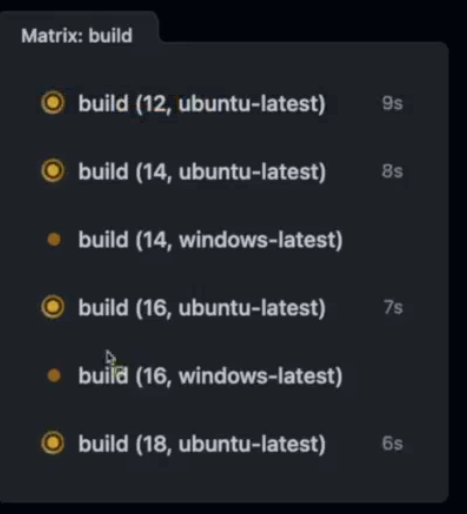 Matrix: build
build (12, ubuntu-latest) 9s
build (14, ubuntu-latest) 8s
build (14, windows-latest)
build (16, ubuntu-latest) 7s
build (16, windows-latest)
build (18, ubuntu-latest) 6s